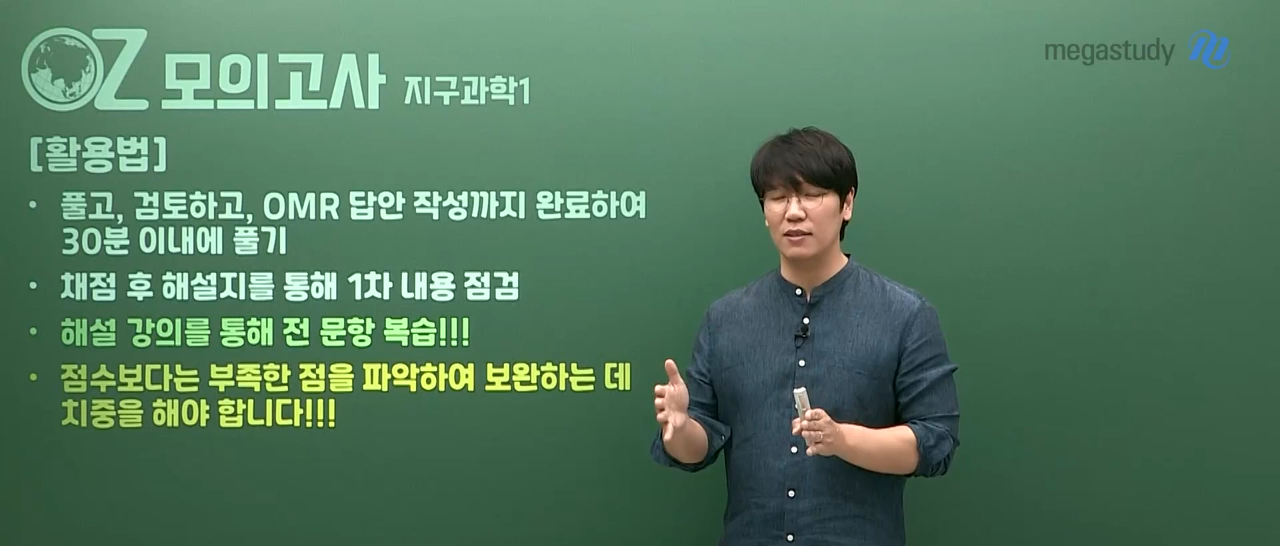 OZ 모의고사 지구과학1
megastudy
[활용법]
• 풀고, 검토하고, OMR 답안 작성까지 완료하여
30분 이내에 풀기
• 채점 후 해설지를 통해 1차 내용 점검
• 해설 강의를 통해 전 문항 복습!!!
• 점수보다는 부족한 점을 파악하여 보완하는 데
치중을 해야 합니다!!!